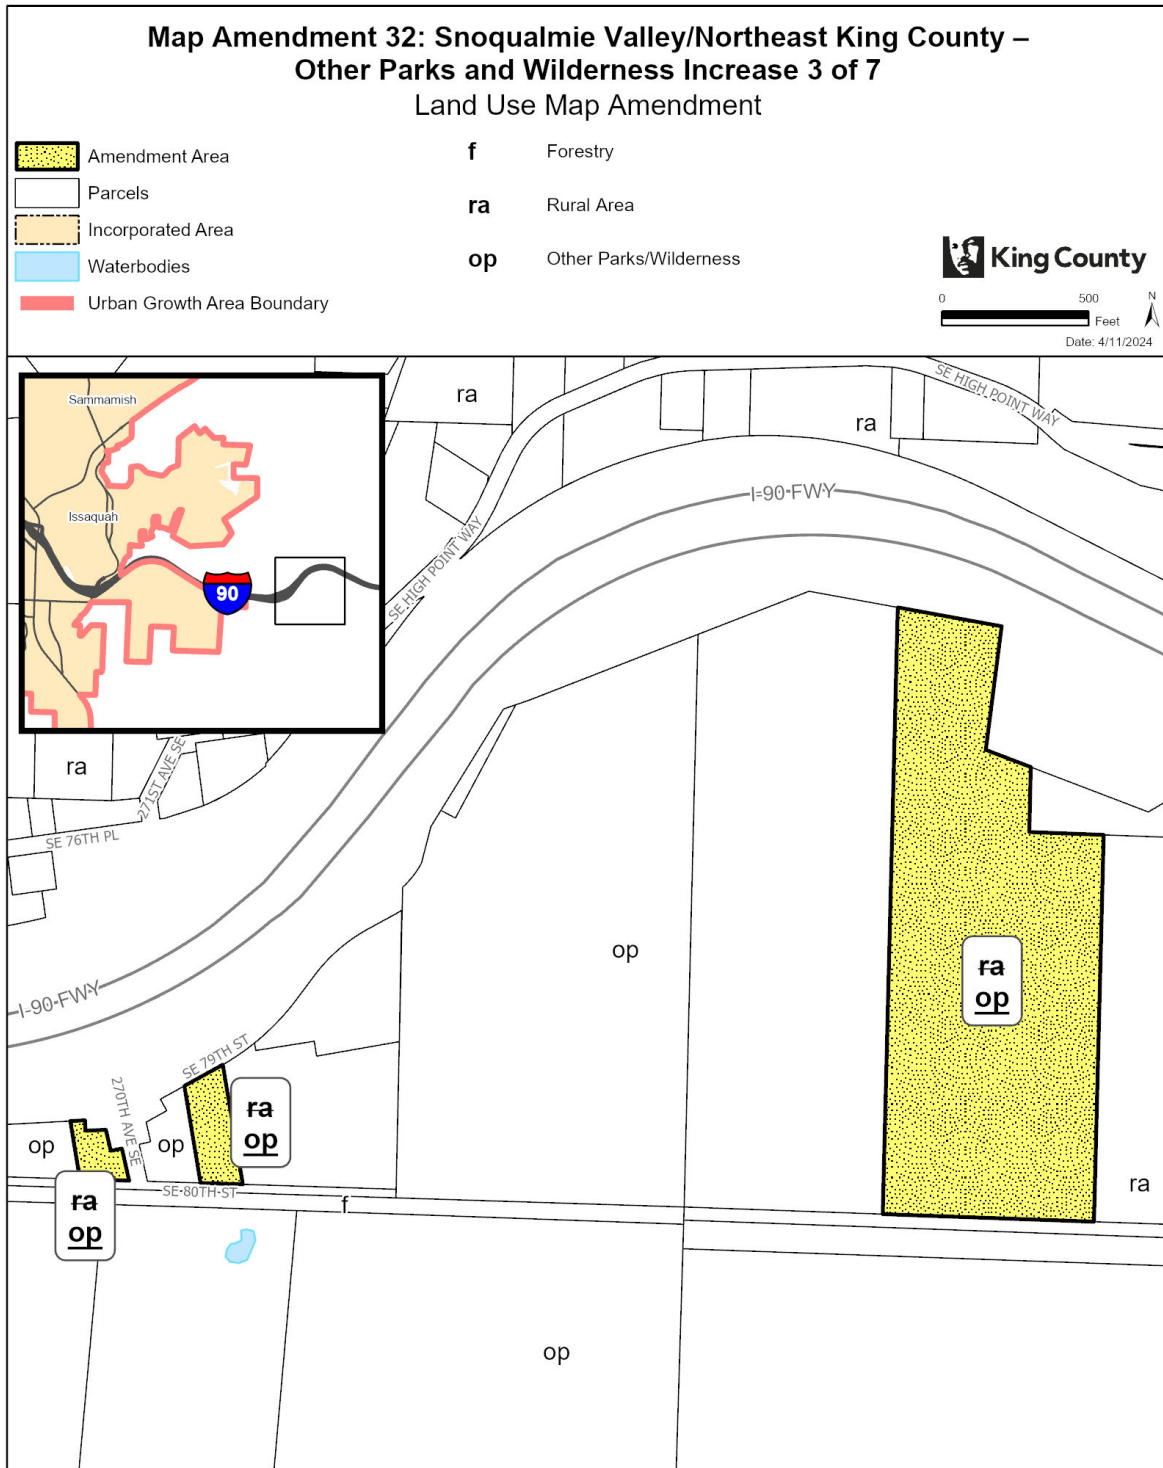 Map Amendment 32: Snoqualmie Valley/Northeast King County –
Other Parks and Wilderness Increase 3 of 7
Land Use Map Amendment
Amendment Area
Parcels
Incorporated Area
Waterbodies
Urban Growth Area Boundary
f Forestry
ra Rural Area
op Other Parks/Wilderness
King County
0 500
Feet
N
Date: 4/11/2024
Sammamish
Issaquah
90
ra
SE HIGH POINT WAY
ra
I-90 FWY
SE HIGH POINT WAY
ra
271ST AVE SE
SE 76TH PL
op
ra
op
I-90 FWY
SE 79TH ST
270TH AVE SE
ra
op
op
op
ra
SE 80TH ST
f
ra
op
op